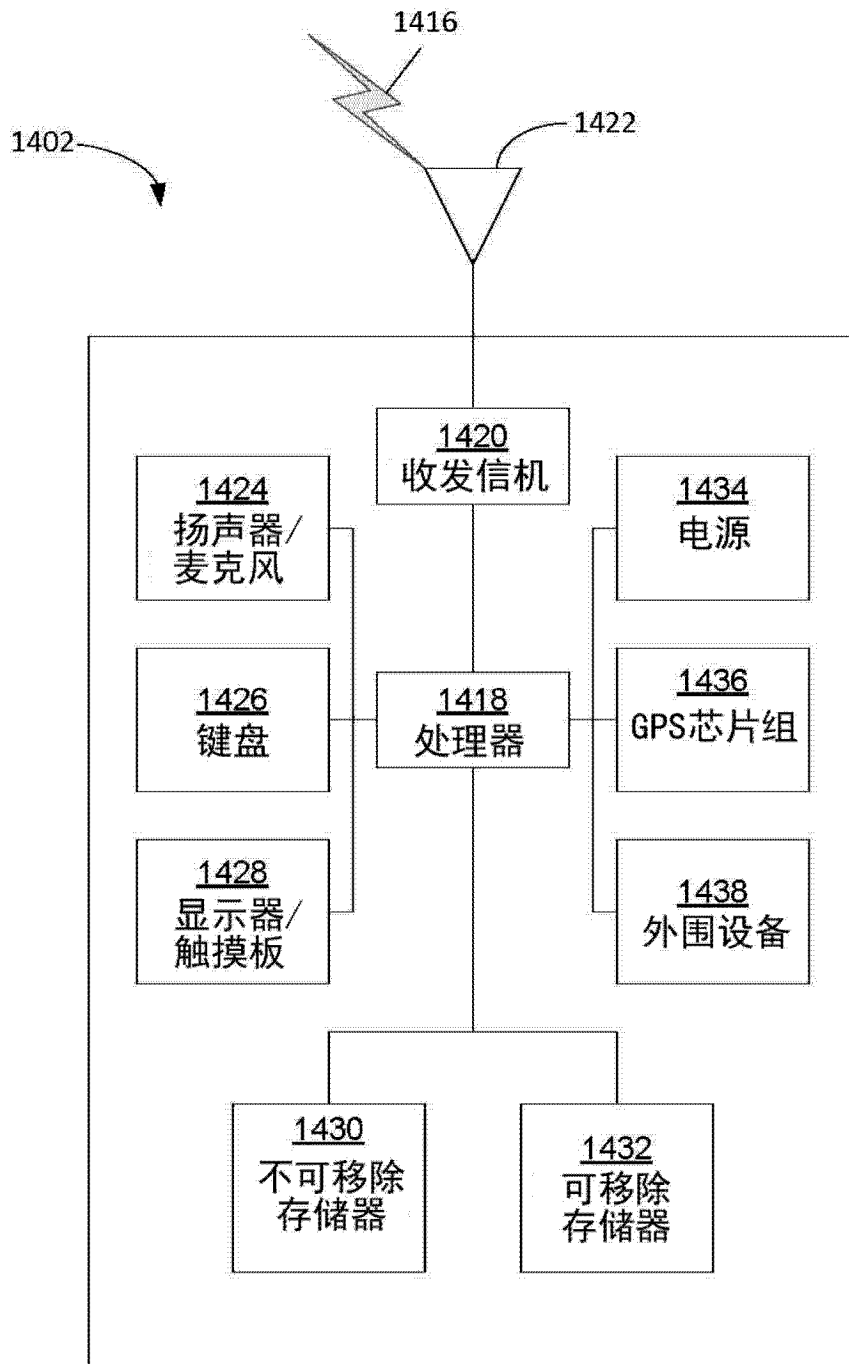 1416
1422
1402
1420
收发信机
1424
扬声器/
麦克风
1434
电源
1426
键盘
1418
处理器
1436
GPS芯片组
1428
显示器/
触摸板
1438
外围设备
1430
不可移除
存储器
1432
可移除
存储器